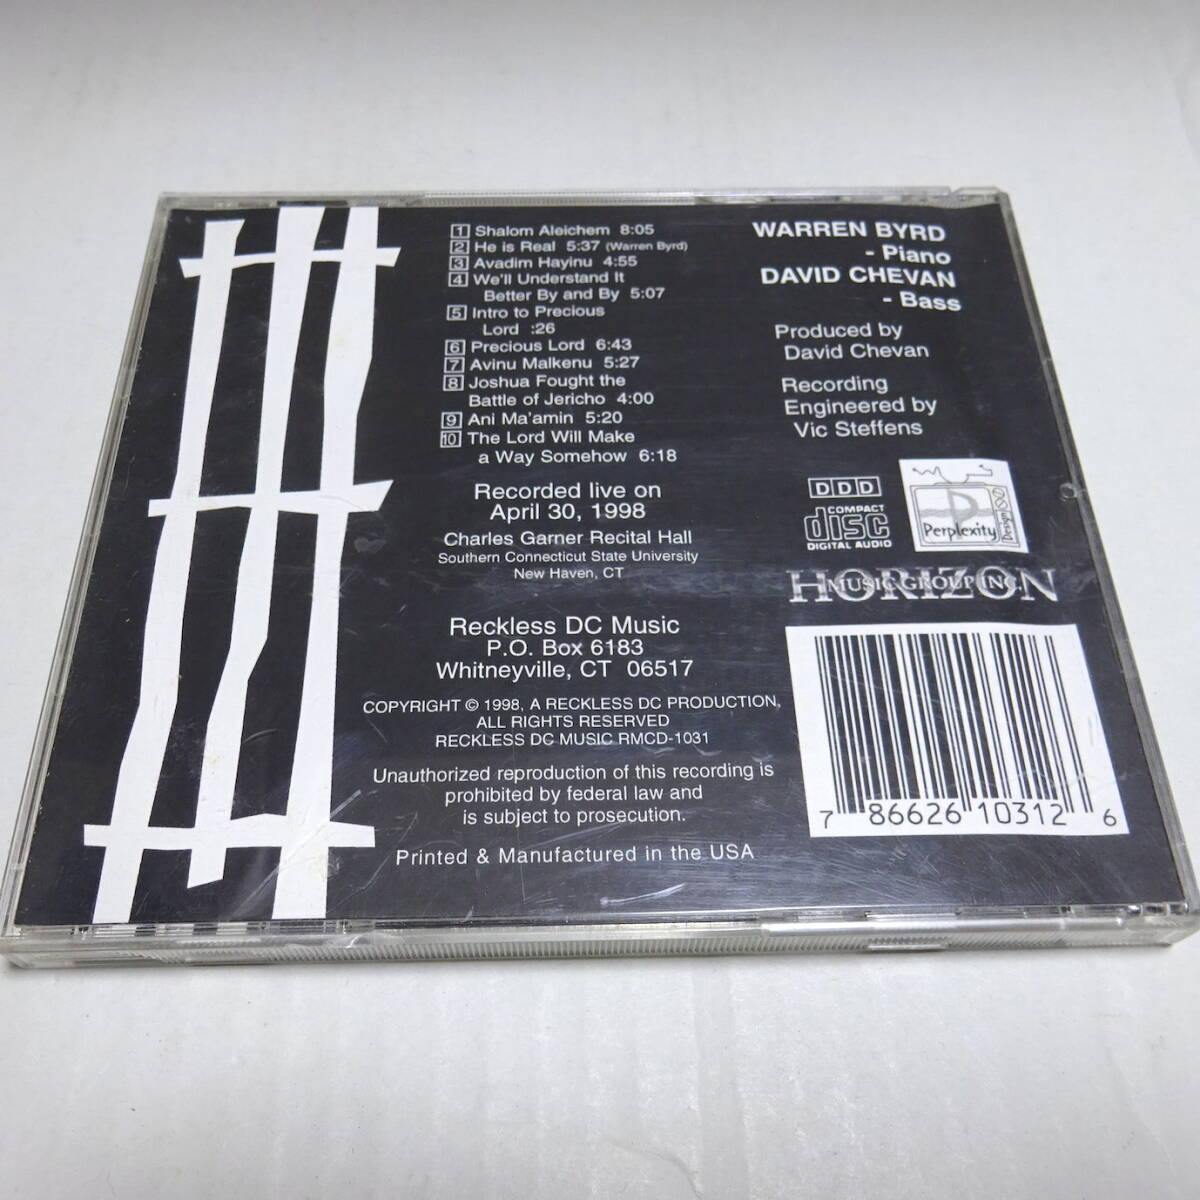 1 Shalom Aleichem 8:05
2 He is Real 5:37 (Warren Byrd)
3 Avadim Hayinu 4:55
4 We'll Understand It
Better By and By 5:07
5 Intro to Precious
Lord :26
6 Precious Lord 6:43
7 Avinu Malkenu 5:27
8 Joshua Fought the
Battle of Jericho 4:00
9 Ani Ma'amin 5:20
10 The Lord Will Make
a Way Somehow 6:18
Recorded live on
April 30, 1998
Charles Garner Recital Hall
Southern Connecticut State University
New Haven, CT
Reckless DC Music
P.O. Box 6183
Whitneyville, CT 06517
COPYRIGHT © 1998, A RECKLESS DC PRODUCTION,
ALL RIGHTS RESERVED
RECKLESS DC MUSIC RMCD-1031
Unauthorized reproduction of this recording is
prohibited by federal law and
is subject to prosecution.
Printed & Manufactured in the USA
WARREN BYRD
- Piano
DAVID CHEVAN
- Bass
Produced by
David Chevan
Recording
Engineered by
Vic Steffens
DDD
COMPACT
disc
DIGITAL AUDIO
P
Perplexity
Design
HORIZON
MUSIC GROUP INC.
7 86626 10312 6